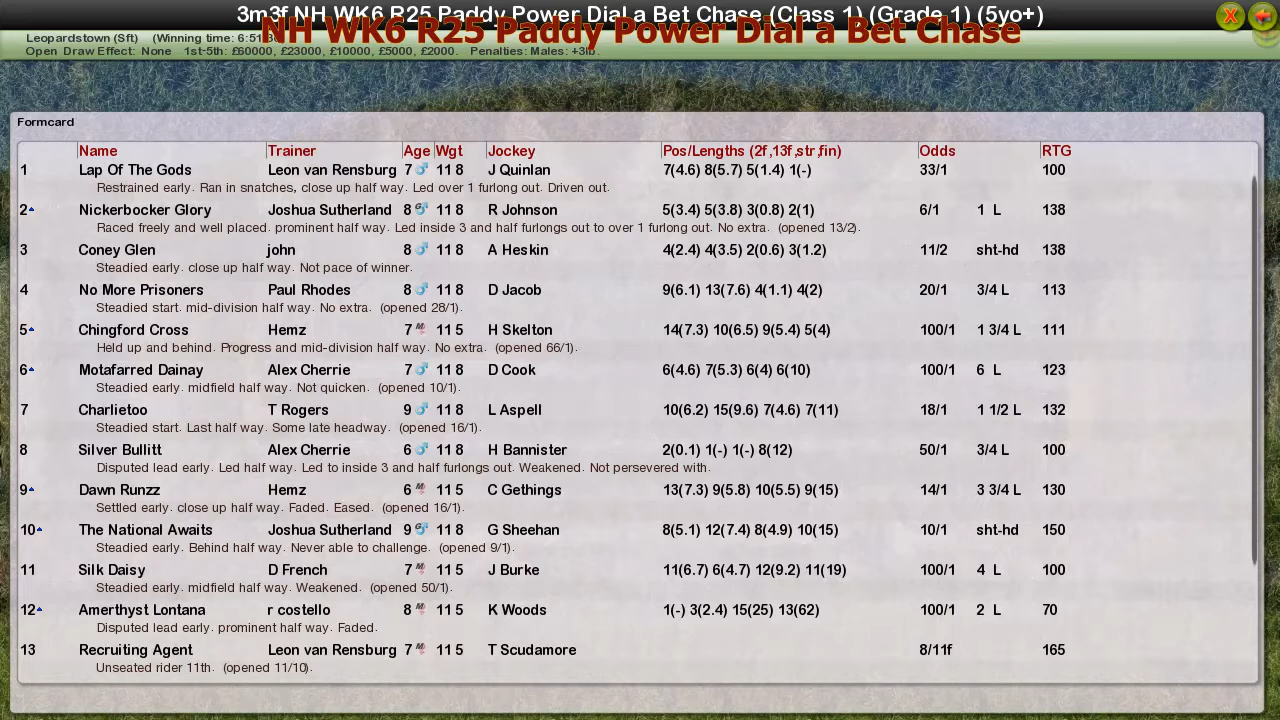 3m3f NH WK6 R25 Paddy Power Dial a Bet Chase (Class 1) (Grade 1) (5yo+)
NH WK6 R25 Paddy Power Dial a Bet Chase
Leopardstown (Sft) (Winning time: 6:51.
Open Draw Effect: None 1st-5th: £60000, £23000, £10000, £5000, £2000. Penalties: Males: +3lb.
Formcard
Name Trainer Age Wgt Jockey Pos/Lengths (2f,13f,str,fin) Odds RTG
1 Lap Of The Gods Leon van Rensburg 7 11 8 J Quinlan 7(4.6) 8(5.7) 5(1.4) 1(-) 33/1 100
Restrained early. Ran in snatches, close up half way. Led over 1 furlong out. Driven out.
2 Nickerbocker Glory Joshua Sutherland 8 11 8 R Johnson 5(3.4) 5(3.8) 3(0.8) 2(1) 6/1 1 L 138
Raced freely and well placed. prominent half way. Led inside 3 and half furlongs out to over 1 furlong out. No extra. (opened 13/2).
3 Coney Glen john 8 11 8 A Heskin 4(2.4) 4(3.5) 2(0.6) 3(1.2) 11/2 sht-hd 138
Steadied early. close up half way. Not pace of winner.
4 No More Prisoners Paul Rhodes 8 11 8 D Jacob 9(6.1) 13(7.6) 4(1.1) 4(2) 20/1 3/4 L 113
Steadied start. mid-division half way. No extra. (opened 28/1).
5 Chingford Cross Hemz 7 11 5 H Skelton 14(7.3) 10(6.5) 9(5.4) 5(4) 100/1 1 3/4 L 111
Held up and behind. Progress and mid-division half way. No extra. (opened 66/1).
6 Motafarred Dainay Alex Cherrie 7 11 8 D Cook 6(4.6) 7(5.3) 6(4) 6(10) 100/1 6 L 123
Steadied early. midfield half way. Not quicken. (opened 10/1).
7 Charlietoo T Rogers 9 11 8 L Aspell 10(6.2) 15(9.6) 7(4.6) 7(11) 18/1 1 1/2 L 132
Steadied start. Last half way. Some late headway. (opened 16/1).
8 Silver Bullitt Alex Cherrie 6 11 8 H Bannister 2(0.1) 1(-) 1(-) 8(12) 50/1 3/4 L 100
Disputed lead early. Led half way. Led to inside 3 and half furlongs out. Weakened. Not persevered with.
9 Dawn Runzz Hemz 6 11 5 C Gethings 13(7.3) 9(5.8) 10(5.5) 9(15) 14/1 3 3/4 L 130
Settled early. close up half way. Faded. Eased. (opened 16/1).
10 The National Awaits Joshua Sutherland 9 11 8 G Sheehan 8(5.1) 12(7.4) 8(4.9) 10(15) 10/1 sht-hd 150
Steadied early. Behind half way. Never able to challenge. (opened 9/1).
11 Silk Daisy D French 7 11 5 J Burke 11(6.7) 6(4.7) 12(9.2) 11(19) 100/1 4 L 100
Steadied early. midfield half way. Weakened. (opened 50/1).
12 Amerthyst Lontana r costello 8 11 5 K Woods 1(-) 3(2.4) 15(25) 13(62) 100/1 2 L 70
Disputed lead early. prominent half way. Faded.
13 Recruiting Agent Leon van Rensburg 7 11 5 T Scudamore 8/11f 165
Unseated rider 11th. (opened 11/10).